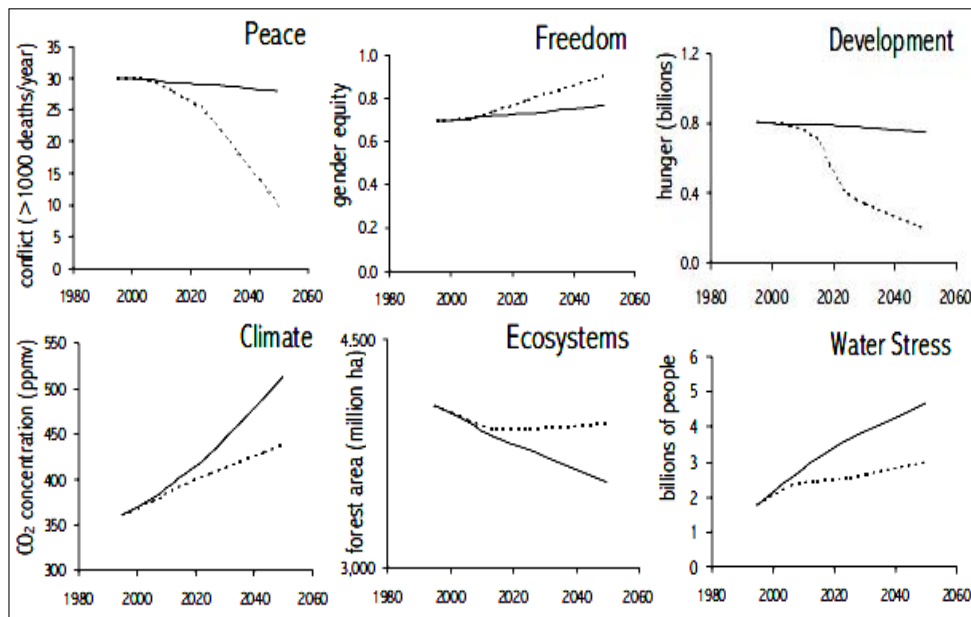 Peace
conflict (>1000 deaths/year)
35
30
25
20
15
10
5
0
1980 2000 2020 2040 2060
Freedom
gender equity
1.0
0.8
0.6
0.4
0.2
0.0
1980 2000 2020 2040 2060
Development
hunger (billions)
1.2
0.8
0.4
0.0
1980 2000 2020 2040 2060
Climate
CO₂ concentration (ppmv)
550
500
450
400
350
300
1980 2000 2020 2040 2060
Ecosystems
forest area (million ha)
4,500
3,000
1980 2000 2020 2040 2060
Water Stress
billions of people
6
5
4
3
2
1
0
1980 2000 2020 2040 2060